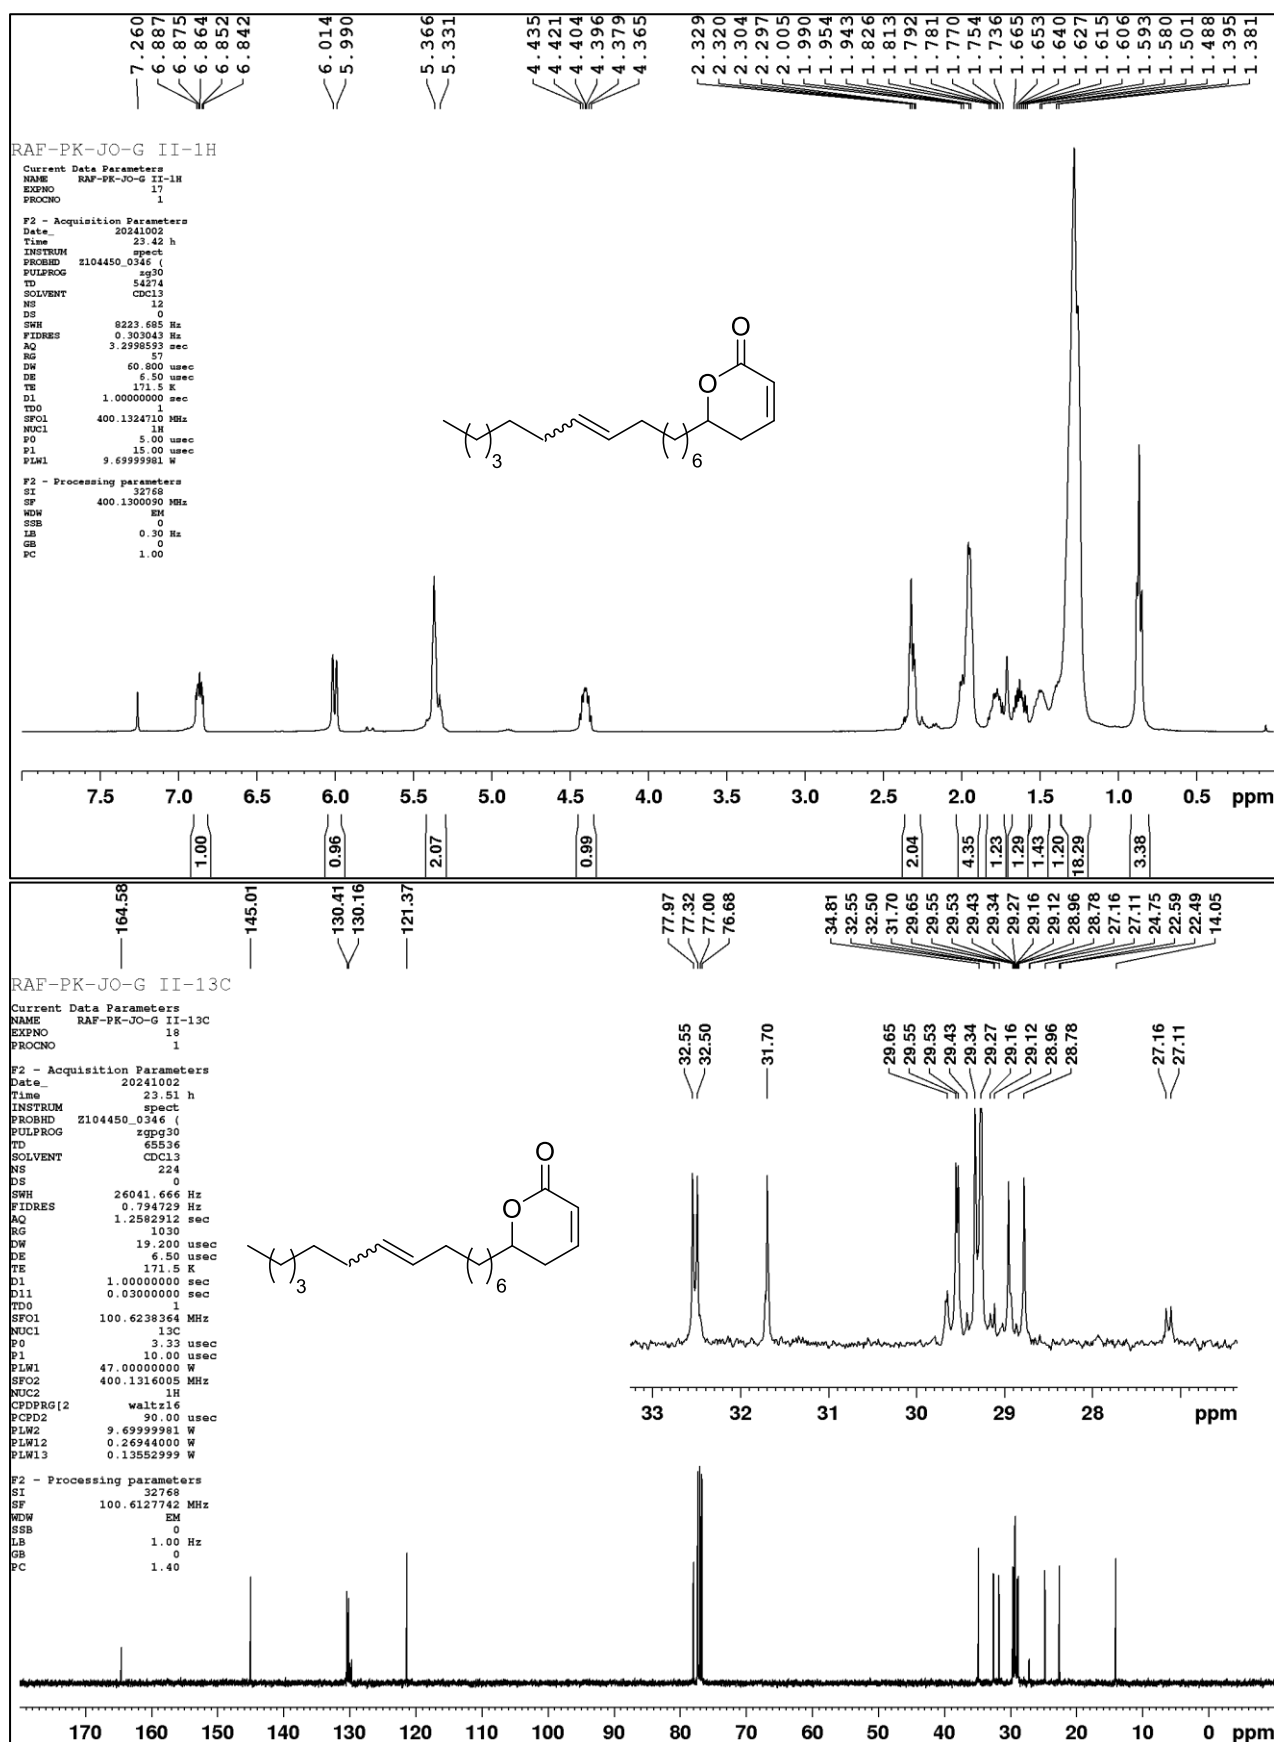 7.260
6.887
6.875
6.864
6.852
6.842
6.014
5.990
5.366
5.331
4.435
4.421
4.404
4.396
4.379
4.365
2.329
2.320
2.304
2.297
2.005
1.990
1.954
1.943
1.826
1.813
1.792
1.781
1.770
1.754
1.736
1.665
1.653
1.640
1.627
1.615
1.606
1.593
1.580
1.501
1.488
1.395
1.381
RAF-PK-JO-G II-1H
Current Data Parameters
NAME RAF-PK-JO-G II-1H
EXPNO 17
PROCNO 1
F2 - Acquisition Parameters
Date_ 20241002
Time 23.42 h
INSTRUM spect
PROBHD Z104450_0346 (
PULPROG zg30
TD 54274
SOLVENT CDCl3
NS 12
DS 0
SWH 8223.685 Hz
FIDRES 0.303043 Hz
AQ 3.2998593 sec
RG 57
DW 60.800 usec
DE 6.50 usec
TE 171.5 K
D1 1.00000000 sec
TD0 1
SFO1 400.1324710 MHz
NUC1 1H
P0 5.00 usec
P1 15.00 usec
PLW1 9.69999981 W
F2 - Processing parameters
SI 32768
SF 400.1300090 MHz
WDW EM
SSB 0
LB 0.30 Hz
GB 0
PC 1.00
O
O
3
6
7.5 7.0 6.5 6.0 5.5 5.0 4.5 4.0 3.5 3.0 2.5 2.0 1.5 1.0 0.5 ppm
1.00
0.96
2.07
0.99
2.04
4.35
1.23
1.29
1.43
1.20
18.29
3.38
164.58
145.01
130.41
130.16
121.37
77.97
77.32
77.00
76.68
34.81
32.55
32.50
31.70
29.65
29.55
29.53
29.43
29.34
29.27
29.16
29.12
28.96
28.78
27.16
27.11
24.75
22.59
22.49
14.05
RAF-PK-JO-G II-13C
Current Data Parameters
NAME RAF-PK-JO-G II-13C
EXPNO 18
PROCNO 1
F2 - Acquisition Parameters
Date_ 20241002
Time 23.51 h
INSTRUM spect
PROBHD Z104450_0346 (
PULPROG zgpg30
TD 65536
SOLVENT CDCl3
NS 224
DS 0
SWH 26041.666 Hz
FIDRES 0.794729 Hz
AQ 1.2582912 sec
RG 1030
DW 19.200 usec
DE 6.50 usec
TE 171.5 K
D1 1.00000000 sec
D11 0.03000000 sec
TD0 1
SFO1 100.6238364 MHz
NUC1 13C
P0 3.33 usec
P1 10.00 usec
PLW1 47.00000000 W
SFO2 400.1316005 MHz
NUC2 1H
CPDPRG[2 waltz16
PCPD2 90.00 usec
PLW2 9.69999981 W
PLW12 0.26944000 W
PLW13 0.13552999 W
F2 - Processing parameters
SI 32768
SF 100.6127742 MHz
WDW EM
SSB 0
LB 1.00 Hz
GB 0
PC 1.40
O
O
3
6
32.55
32.50
31.70
29.65
29.55
29.53
29.43
29.34
29.27
29.16
29.12
28.96
28.78
27.16
27.11
33 32 31 30 29 28 ppm
170 160 150 140 130 120 110 100 90 80 70 60 50 40 30 20 10 0 ppm